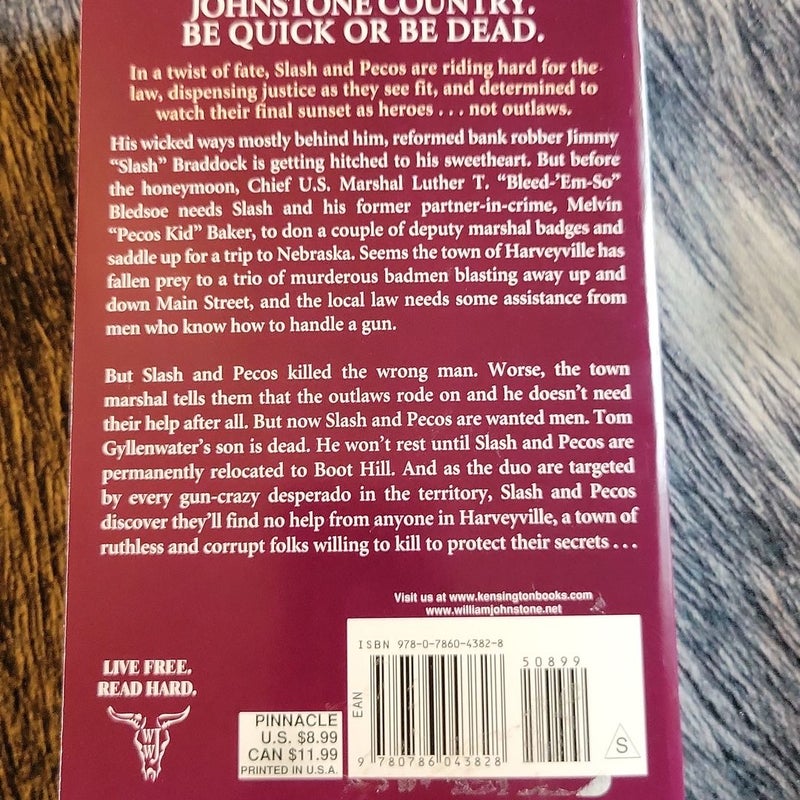 JOHNSTONE COUNTRY.
BE QUICK OR BE DEAD.
In a twist of fate, Slash and Pecos are riding hard for the
law, dispensing justice as they see fit, and determined to
watch their final sunset as heroes . . . not outlaws.
His wicked ways mostly behind him, reformed bank robber Jimmy
“Slash” Braddock is getting hitched to his sweetheart. But before
the honeymoon, Chief U.S. Marshal Luther T. “Bleed-’Em-So”
Bledsoe needs Slash and his former partner-in-crime, Melvin
“Pecos Kid” Baker, to don a couple of deputy marshal badges and
saddle up for a trip to Nebraska. Seems the town of Harveyville has
fallen prey to a trio of murderous badmen blasting away up and
down Main Street, and the local law needs some assistance from
men who know how to handle a gun.
But Slash and Pecos killed the wrong man. Worse, the town
marshal tells them that the outlaws rode on and he doesn’t need
their help after all. But now Slash and Pecos are wanted men. Tom
Gyllenwater’s son is dead. He won’t rest until Slash and Pecos are
permanently relocated to Boot Hill. And as the duo are targeted
by every gun-crazy desperado in the territory, Slash and Pecos
discover they’ll find no help from anyone in Harveyville, a town of
ruthless and corrupt folks willing to kill to protect their secrets . . .
Visit us at www.kensingtonbooks.com
www.williamjohnstone.net
LIVE FREE.
READ HARD.
W W
J
PINNACLE
U.S. $8.99
CAN $11.99
PRINTED IN U.S.A.
ISBN 978-0-7860-4382-8
50899
EAN
9 780786 043828
S